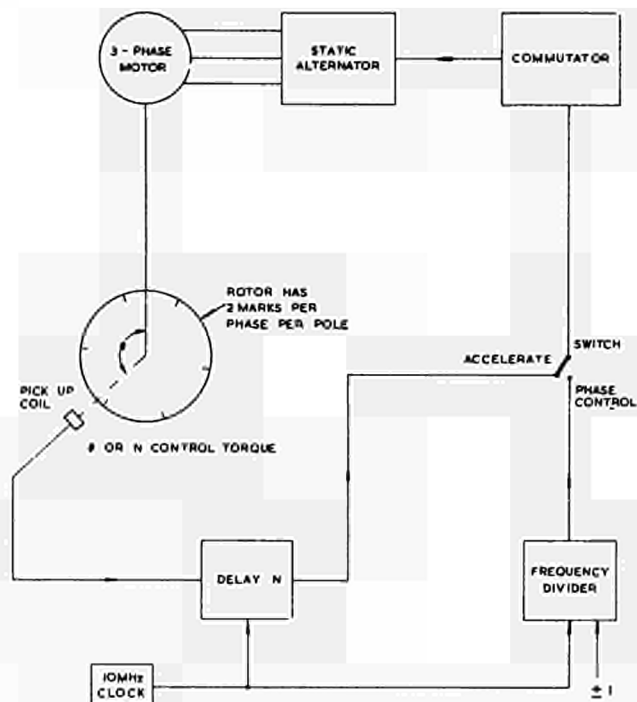 3 - PHASE
MOTOR
STATIC
ALTERNATOR
COMMUTATOR
ROTOR HAS
2 MARKS PER
PHASE PER POLE
ACCELERATE
SWITCH
PHASE
CONTROL
PICK UP
COIL
ø OR N CONTROL TORQUE
DELAY N
FREQUENCY
DIVIDER
10MHz
CLOCK
± 1